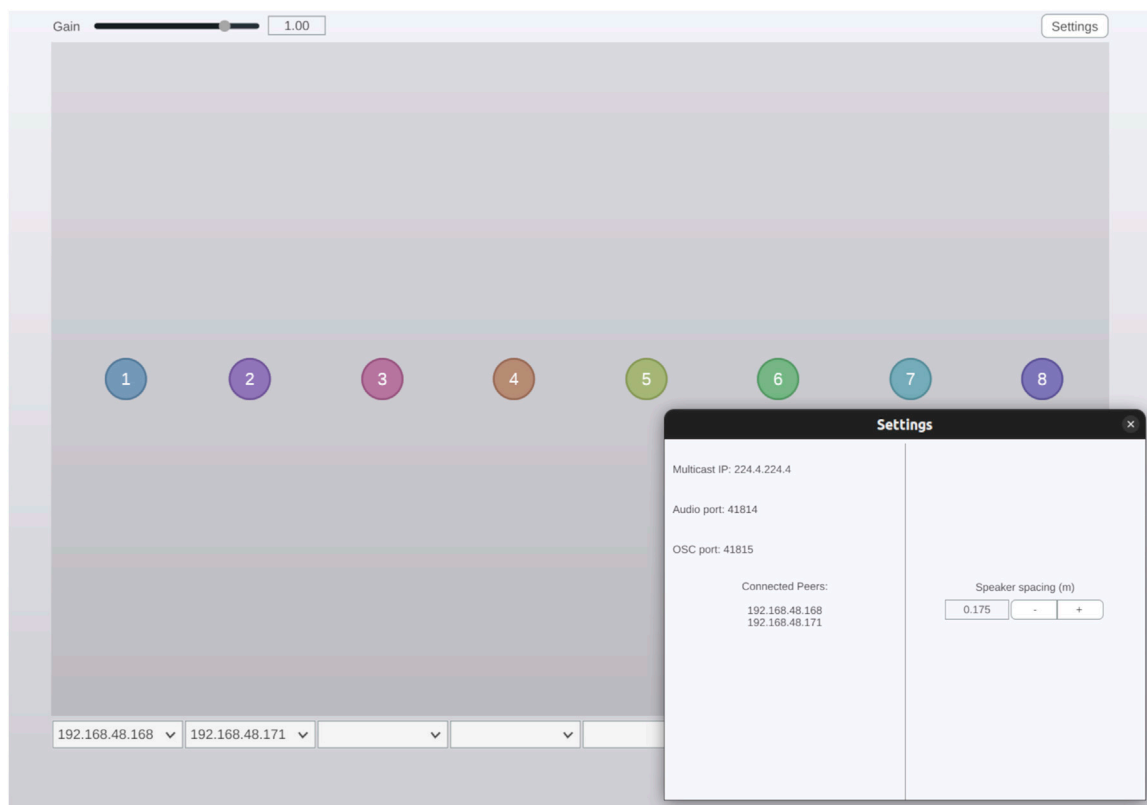 Gain
1.00
Settings
1 2 3 4 5 6 7 8
Settings
Multicast IP: 224.4.224.4
Audio port: 41814
OSC port: 41815
Connected Peers:
192.168.48.168
192.168.48.171
Speaker spacing (m)
0.175 - +
192.168.48.168 192.168.48.171